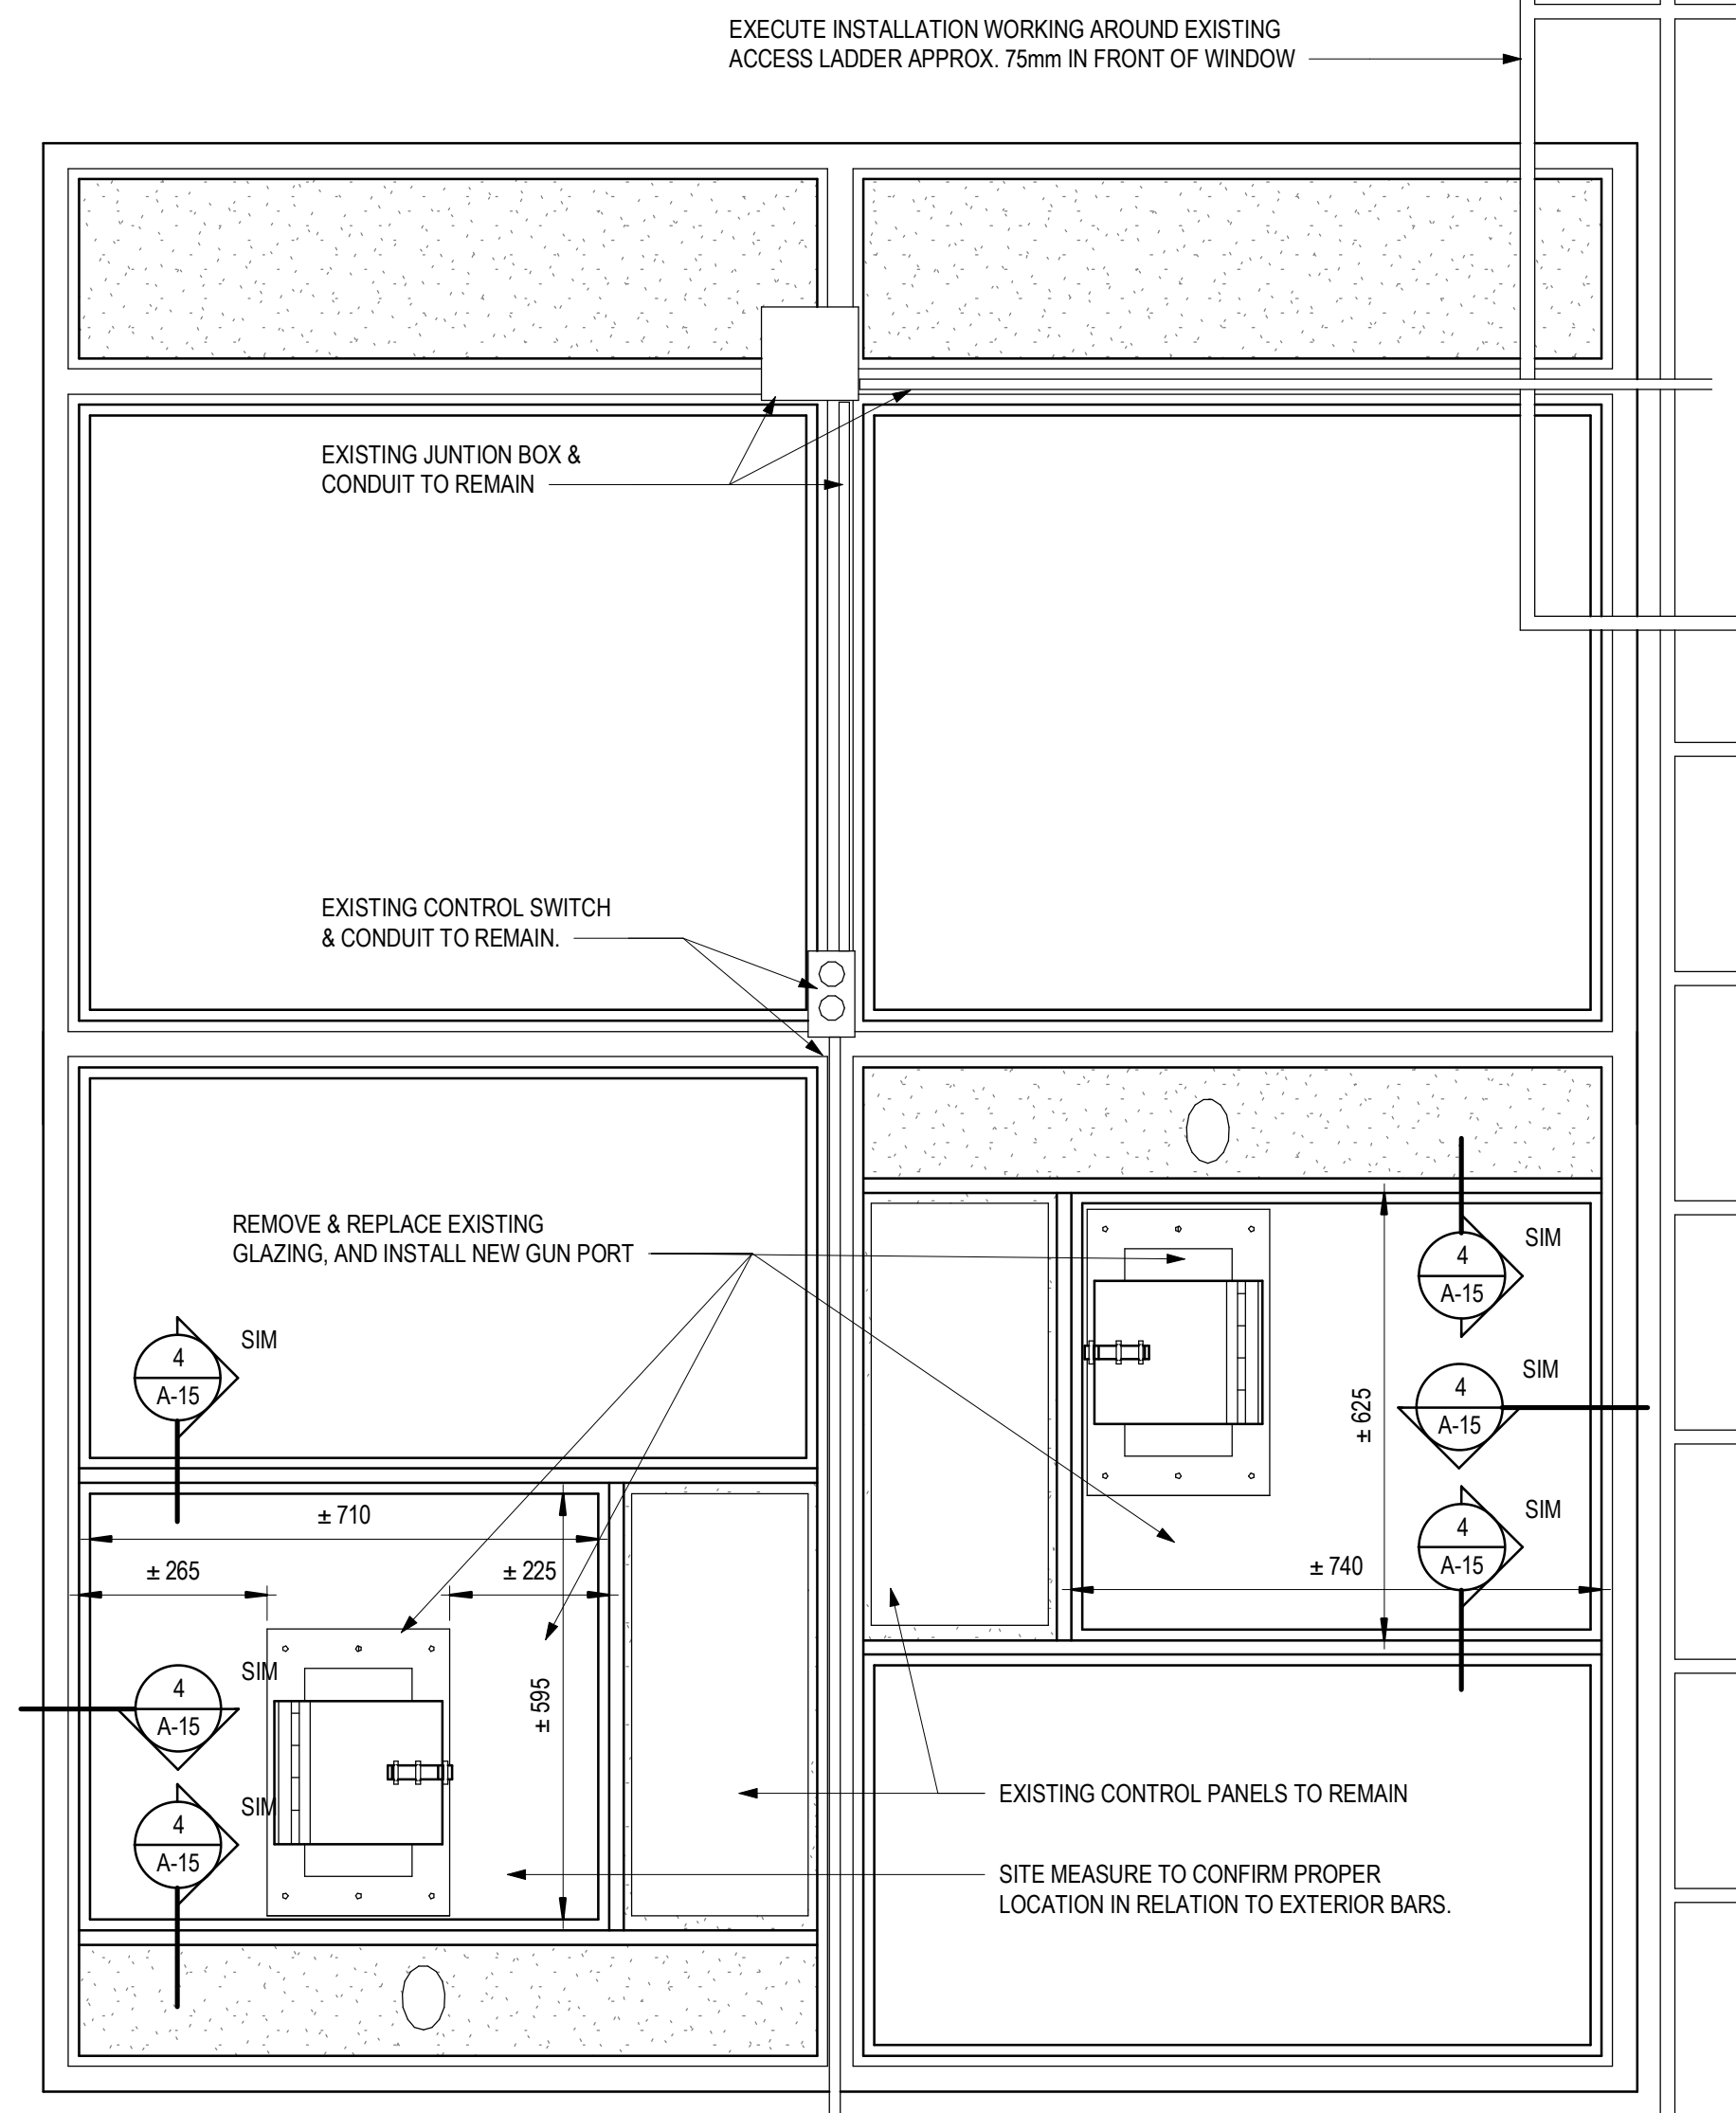 EXECUTE INSTALLATION WORKING AROUND EXISTING
ACCESS LADDER APPROX. 75mm IN FRONT OF WINDOW
EXISTING JUNTION BOX &
CONDUIT TO REMAIN
EXISTING CONTROL SWITCH
& CONDUIT TO REMAIN.
REMOVE & REPLACE EXISTING
GLAZING, AND INSTALL NEW GUN PORT
4
A-15
SIM
4
A-15
SIM
4
A-15
SIM
4
A-15
SIM
± 625
± 740
± 710
± 265
± 225
± 595
4
A-15
SIM
4
A-15
SIM
EXISTING CONTROL PANELS TO REMAIN
SITE MEASURE TO CONFIRM PROPER
LOCATION IN RELATION TO EXTERIOR BARS.